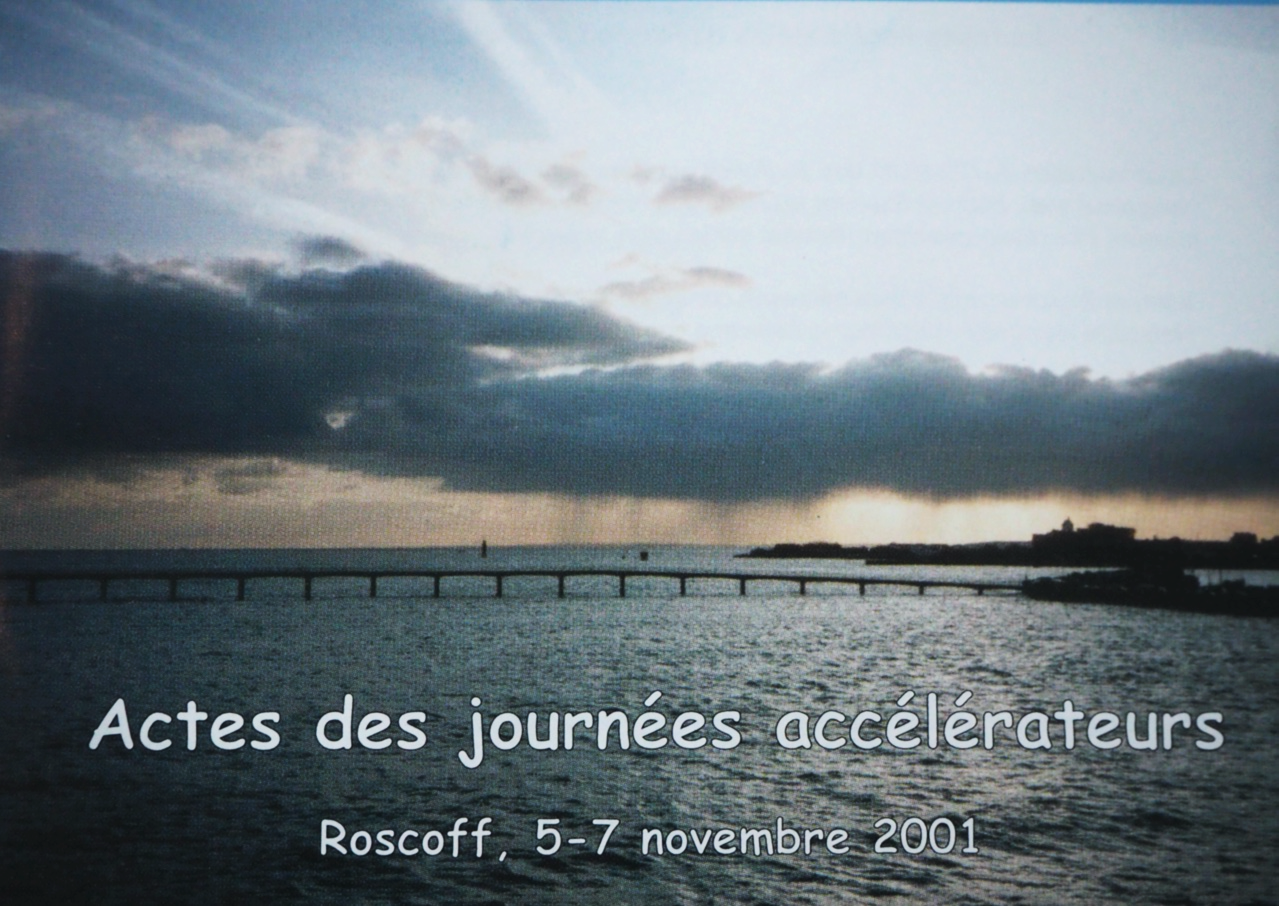 Actes des journées accélérateurs
Roscoff, 5-7 novembre 2001